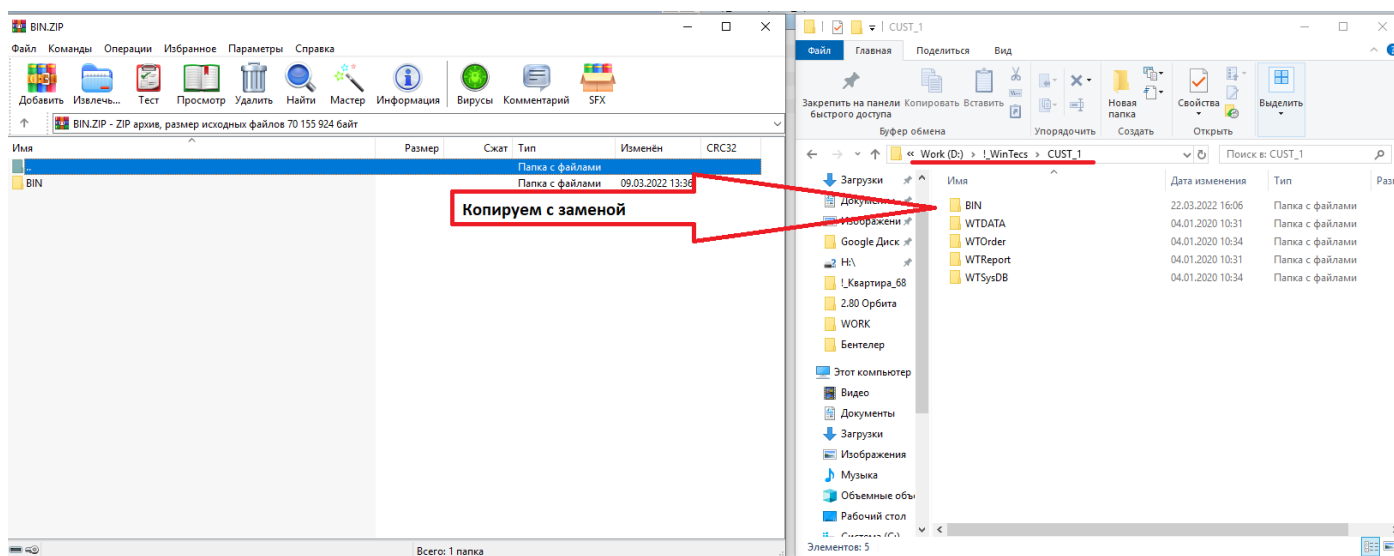 BIN.ZIP
Файл Команды Операции Избранное Параметры Справка
Добавить Извлечь... Тест Просмотр Удалить Найти Мастер Информация Вирусы Комментарий SFX
BIN.ZIP - ZIP архив, размер исходных файлов 70 155 924 байт
Имя Размер Сжат Тип Изменён CRC32
.. Папка с файлами
BIN Папка с файлами 09.03.2022 13:36
Копируем с заменой
Всего: 1 папка
CUST_1
Файл Главная Поделиться Вид
Закрепить на панели быстрого доступа
Копировать Вставить
Новая папка
Свойства
Выделить
Буфер обмена Упорядочить Создать Открыть
« Work (D:) › !_WinTecs › CUST_1
Поиск в: CUST_1
Имя Дата изменения Тип
BIN 22.03.2022 16:06 Папка с файлами
WTDATA 04.01.2020 10:31 Папка с файлами
WTOrder 04.01.2020 10:34 Папка с файлами
WTReport 04.01.2020 10:31 Папка с файлами
WTSysDB 04.01.2020 10:34 Папка с файлами
Загрузки
Документы
Изображени
Google Диск
H:\
!_Квартира_68
2.80 Орбита
WORK
Бентелер
Этот компьютер
Видео
Документы
Загрузки
Изображения
Музыка
Объемные объ
Рабочий стол
Система (C:)
Элементов: 5